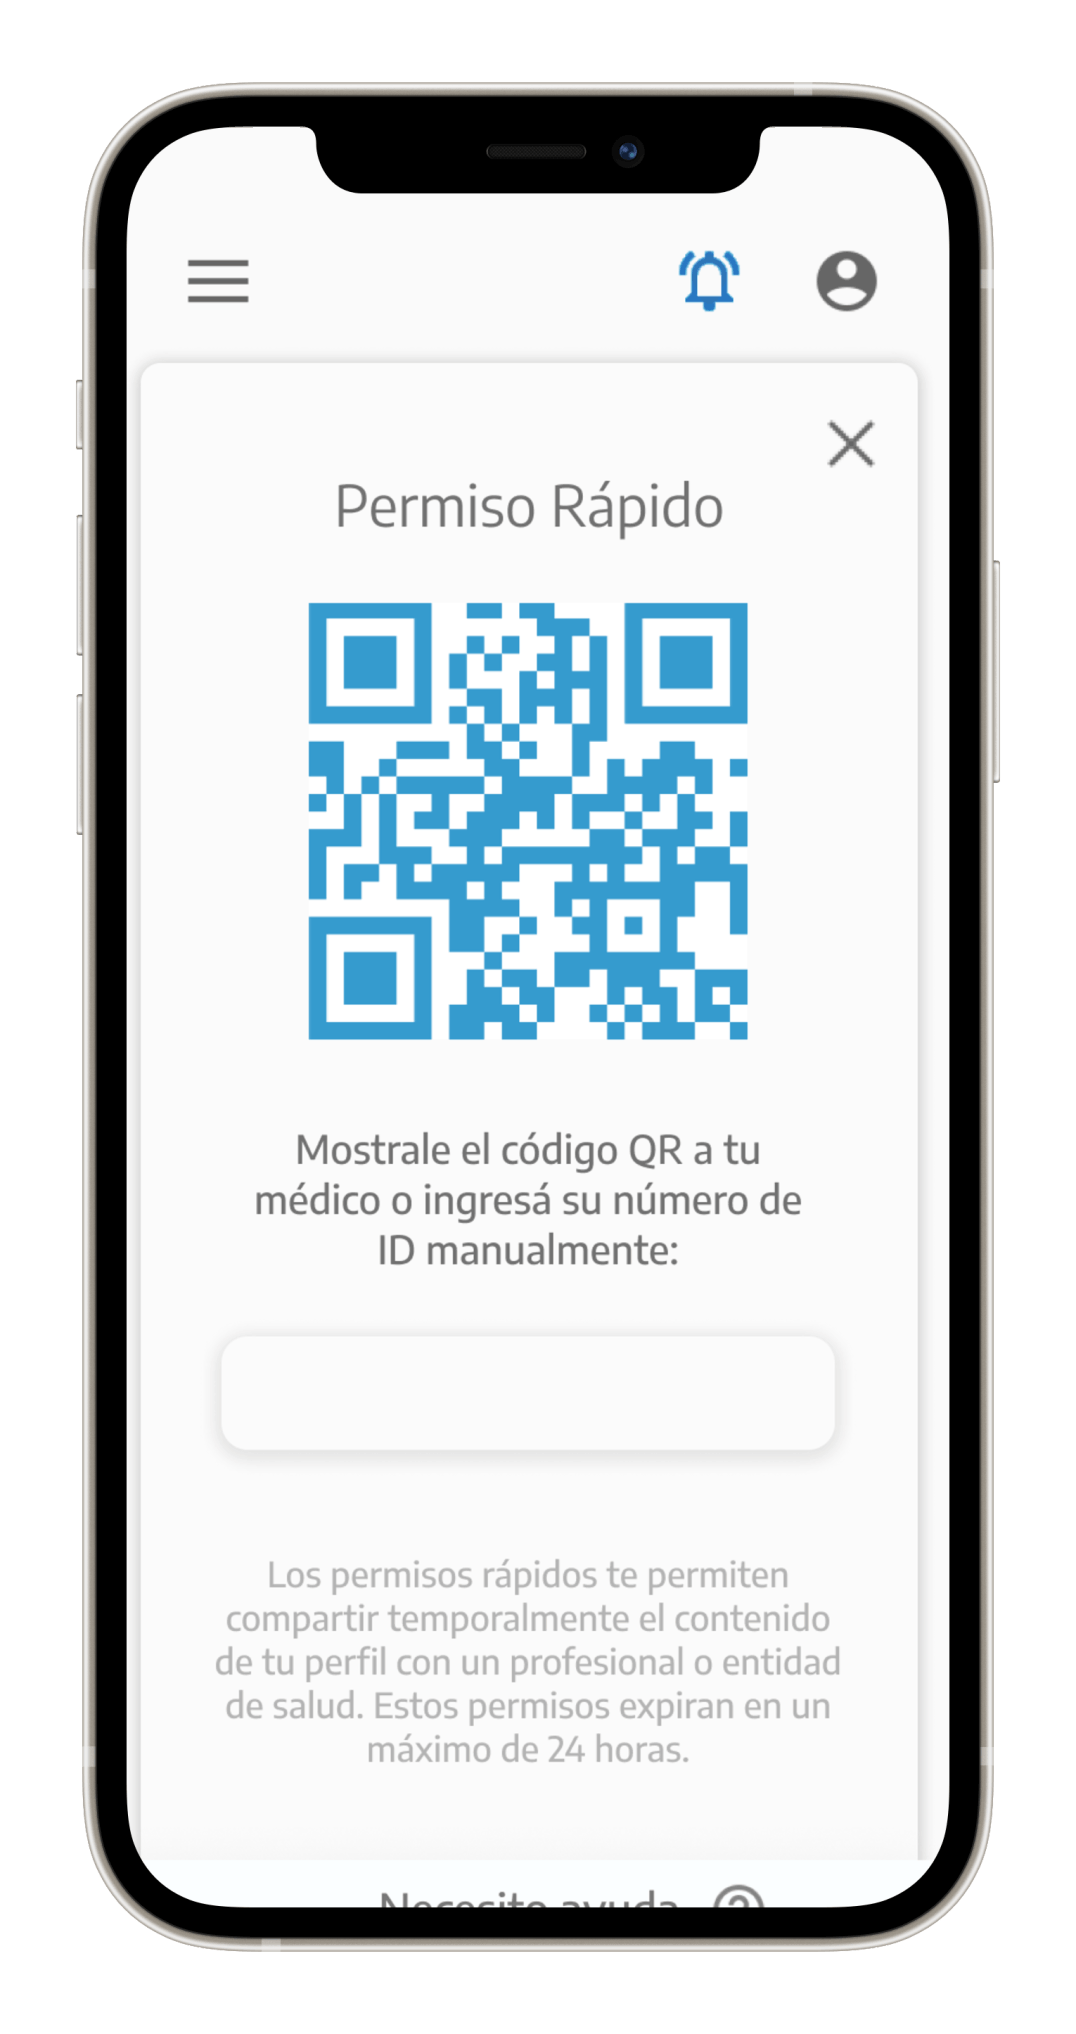 Permiso Rápido
Mostrale el código QR a tu
médico o ingresá su número de
ID manualmente:
Los permisos rápidos te permiten
compartir temporalmente el contenido
de tu perfil con un profesional o entidad
de salud. Estos permisos expiran en un
máximo de 24 horas.
Necesito ayuda